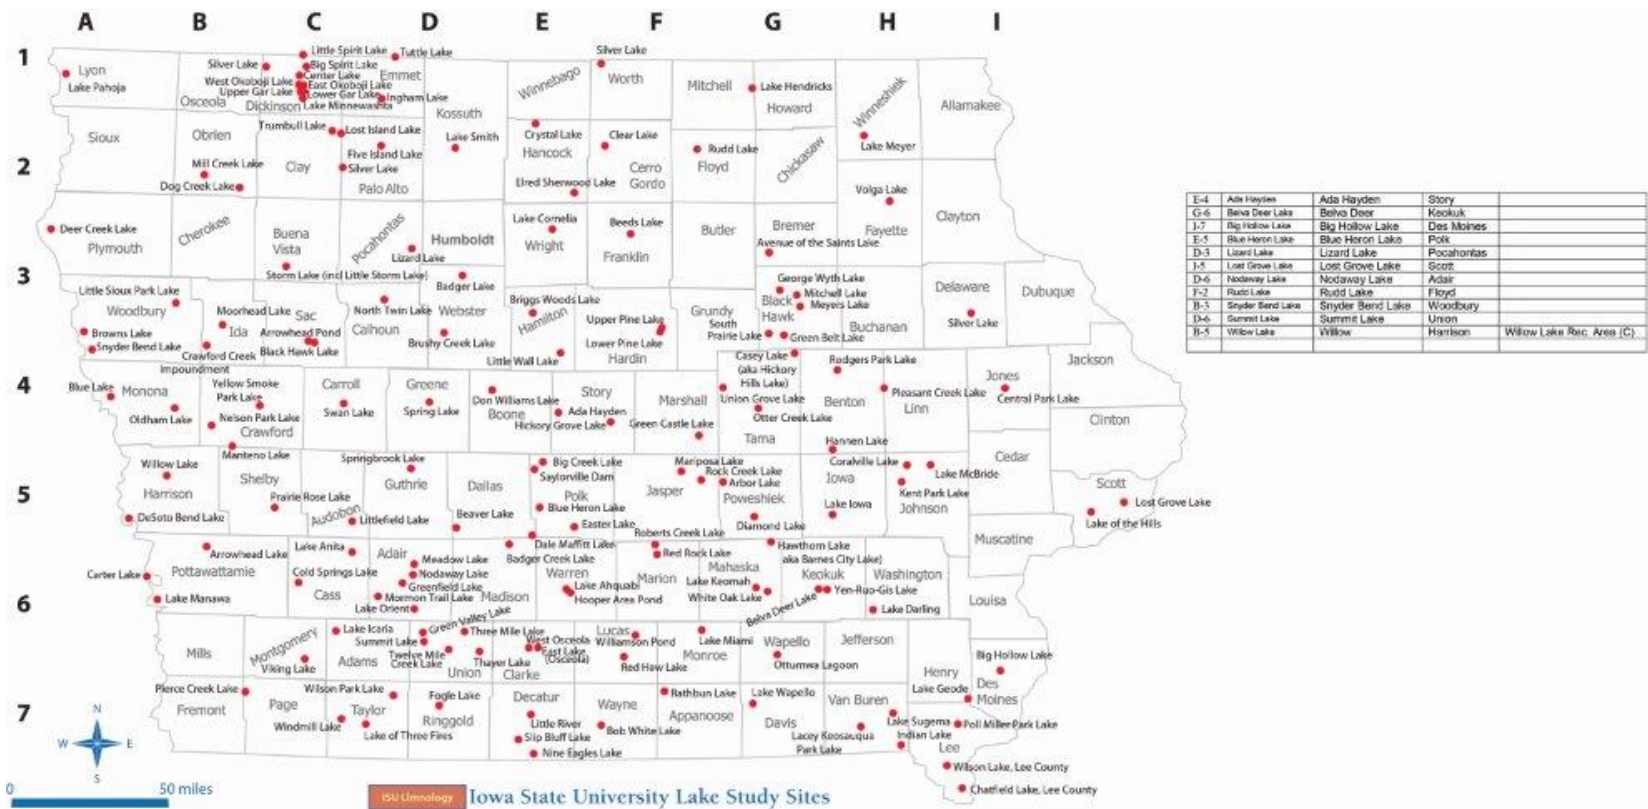 A B C D E F G H I
1
Little Spirit Lake
Tuttle Lake
Silver Lake
Silver Lake
Big Spirit Lake
Lyon
Lake Pahoja
Center Lake
Emmet
West Okoboji Lake
East Okoboji Lake
Upper Gar Lake
Lower Gar Lake
Ingham Lake
Osceola
Dickinson
Lake Minnewashta
Winnebago
Worth
Mitchell
Lake Hendricks
Howard
Winneshiek
Allamakee
Kossuth
2
Sioux
Obrien
Trumbull Lake
Lost Island Lake
Lake Smith
Crystal Lake
Hancock
Clear Lake
Rudd Lake
Floyd
Chickasaw
Lake Meyer
Mill Creek Lake
Clay
Five Island Lake
Silver Lake
Dog Creek Lake
Palo Alto
Elred Sherwood Lake
Cerro
Gordo
Volga Lake
Deer Creek Lake
Plymouth
Cherokee
Buena
Vista
Pocahontas
Lizard Lake
Humboldt
Lake Cornelia
Wright
Beeds Lake
Franklin
Butler
Bremer
Avenue of the Saints Lake
Fayette
Clayton
3
Storm Lake (incl Little Storm Lake)
Badger Lake
Little Sioux Park Lake
Woodbury
Moorhead Lake
Ida
Sac
Arrowhead Pond
North Twin Lake
Calhoun
Webster
Briggs Woods Lake
Hamilton
Upper Pine Lake
Lower Pine Lake
Hardin
Grundy
South
Prairie Lake
George Wyth Lake
Mitchell Lake
Meyers Lake
Black
Hawk
Green Belt Lake
Buchanan
Delaware
Silver Lake
Dubuque
Browns Lake
Snyder Bend Lake
Crawford Creek
Impoundment
Black Hawk Lake
Brushy Creek Lake
Little Wall Lake
4
Blue Lake
Monona
Oldham Lake
Yellow Smoke
Park Lake
Nelson Park Lake
Crawford
Manteno Lake
Carroll
Swan Lake
Greene
Spring Lake
Don Williams Lake
Boone
Story
Ada Hayden
Hickory Grove Lake
Marshall
Green Castle Lake
Casey Lake
(aka Hickory
Hills Lake)
Union Grove Lake
Otter Creek Lake
Tama
Rodgers Park Lake
Benton
Hannen Lake
Pleasant Creek Lake
Linn
Jones
Central Park Lake
Jackson
Clinton
5
Willow Lake
Harrison
DeSoto Bend Lake
Shelby
Prairie Rose Lake
Audobon
Springbrook Lake
Guthrie
Littlefield Lake
Dallas
Beaver Lake
Big Creek Lake
Saylorville Dam
Polk
Blue Heron Lake
Easter Lake
Mariposa Lake
Rock Creek Lake
Jasper
Arbor Lake
Poweshiek
Diamond Lake
Roberts Creek Lake
Coralville Lake
Iowa
Lake Iowa
Lake McBride
Kent Park Lake
Johnson
Cedar
Scott
Lost Grove Lake
Lake of the Hills
Muscatine
6
Arrowhead Lake
Pottawattamie
Carter Lake
Lake Manawa
Lake Anita
Cold Springs Lake
Cass
Adair
Meadow Lake
Nodaway Lake
Greenfield Lake
Mormon Trail Lake
Lake Orient
Madison
Dale Maffitt Lake
Badger Creek Lake
Warren
Lake Ahquabi
Hooper Area Pond
Red Rock Lake
Marion
Mahaska
Lake Keomah
White Oak Lake
Hawthorn Lake
aka Barnes City Lake)
Keokuk
Belva Deer Lake
Yen-Ruo-Gis Lake
Washington
Lake Darling
Louisa
Mills
Montgomery
Viking Lake
Lake Icaria
Adams
Summit Lake
Green Valley Lake
Three Mile Lake
Twelve Mile
Creek Lake
Union
Thayer Lake
West Osceola
East Lake
(Osceola)
Clarke
Lucas
Williamson Pond
Red Haw Lake
Lake Miami
Monroe
Wapello
Ottumwa Lagoon
Jefferson
Henry
Big Hollow Lake
Des
Moines
Lake Geode
7
Pierce Creek Lake
Fremont
Page
Windmill Lake
Wilson Park Lake
Taylor
Lake of Three Fires
Fogle Lake
Ringgold
Decatur
Little River
Slip Bluff Lake
Nine Eagles Lake
Wayne
Bob White Lake
Rathbun Lake
Appanoose
Lake Wapello
Davis
Van Buren
Lacey Keosauqua
Park Lake
Lake Sugema
Indian Lake
Poll Miller Park Lake
Lee
Wilson Lake, Lee County
Chatfield Lake, Lee County
N
W E
S
0 50 miles
ISU Limnology
Iowa State University Lake Study Sites
E-4 Ada Hayden Ada Hayden Story
G-6 Belva Deer Lake Belva Deer Keokuk
I-7 Big Hollow Lake Big Hollow Lake Des Moines
E-5 Blue Heron Lake Blue Heron Lake Polk
D-3 Lizard Lake Lizard Lake Pocahontas
I-5 Lost Grove Lake Lost Grove Lake Scott
D-6 Nodaway Lake Nodaway Lake Adair
F-2 Rudd Lake Rudd Lake Floyd
B-3 Snyder Bend Lake Snyder Bend Lake Woodbury
D-6 Summit Lake Summit Lake Union
B-5 Willow Lake Willow Harrison Willow Lake Rec. Area (C)